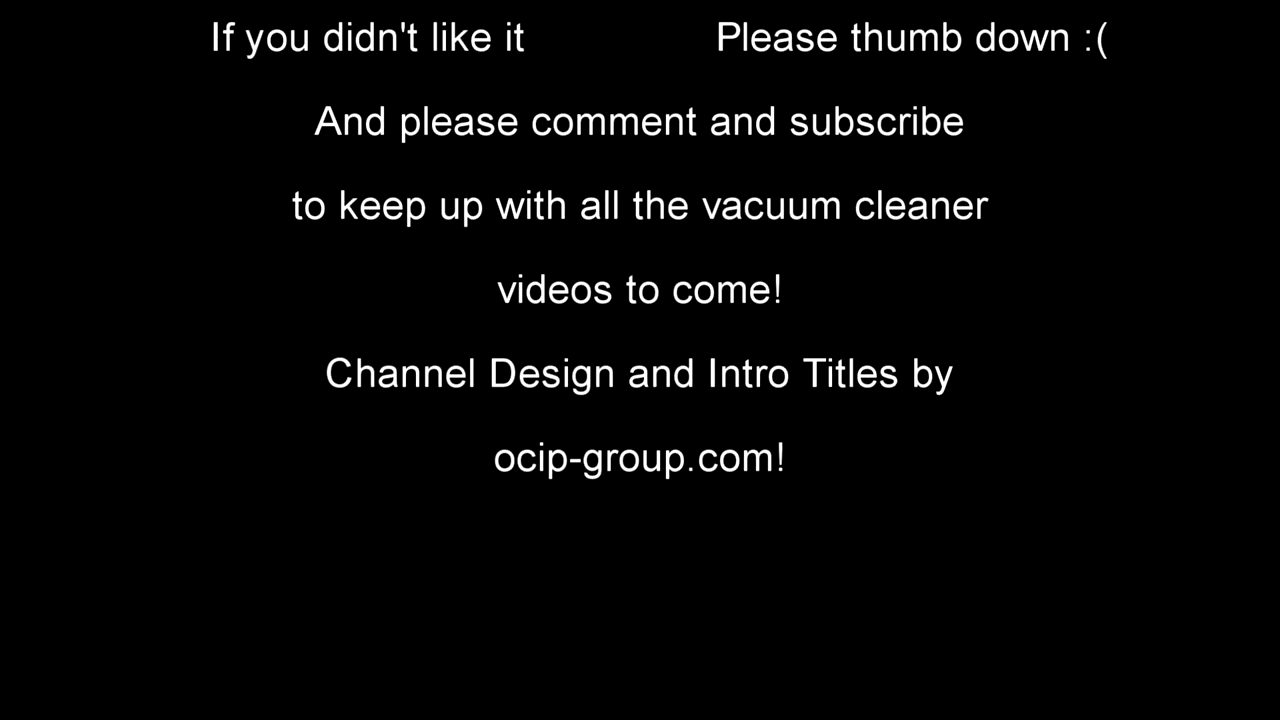 If you didn't like it Please thumb down :(
And please comment and subscribe
to keep up with all the vacuum cleaner
videos to come!
Channel Design and Intro Titles by
ocip-group.com!